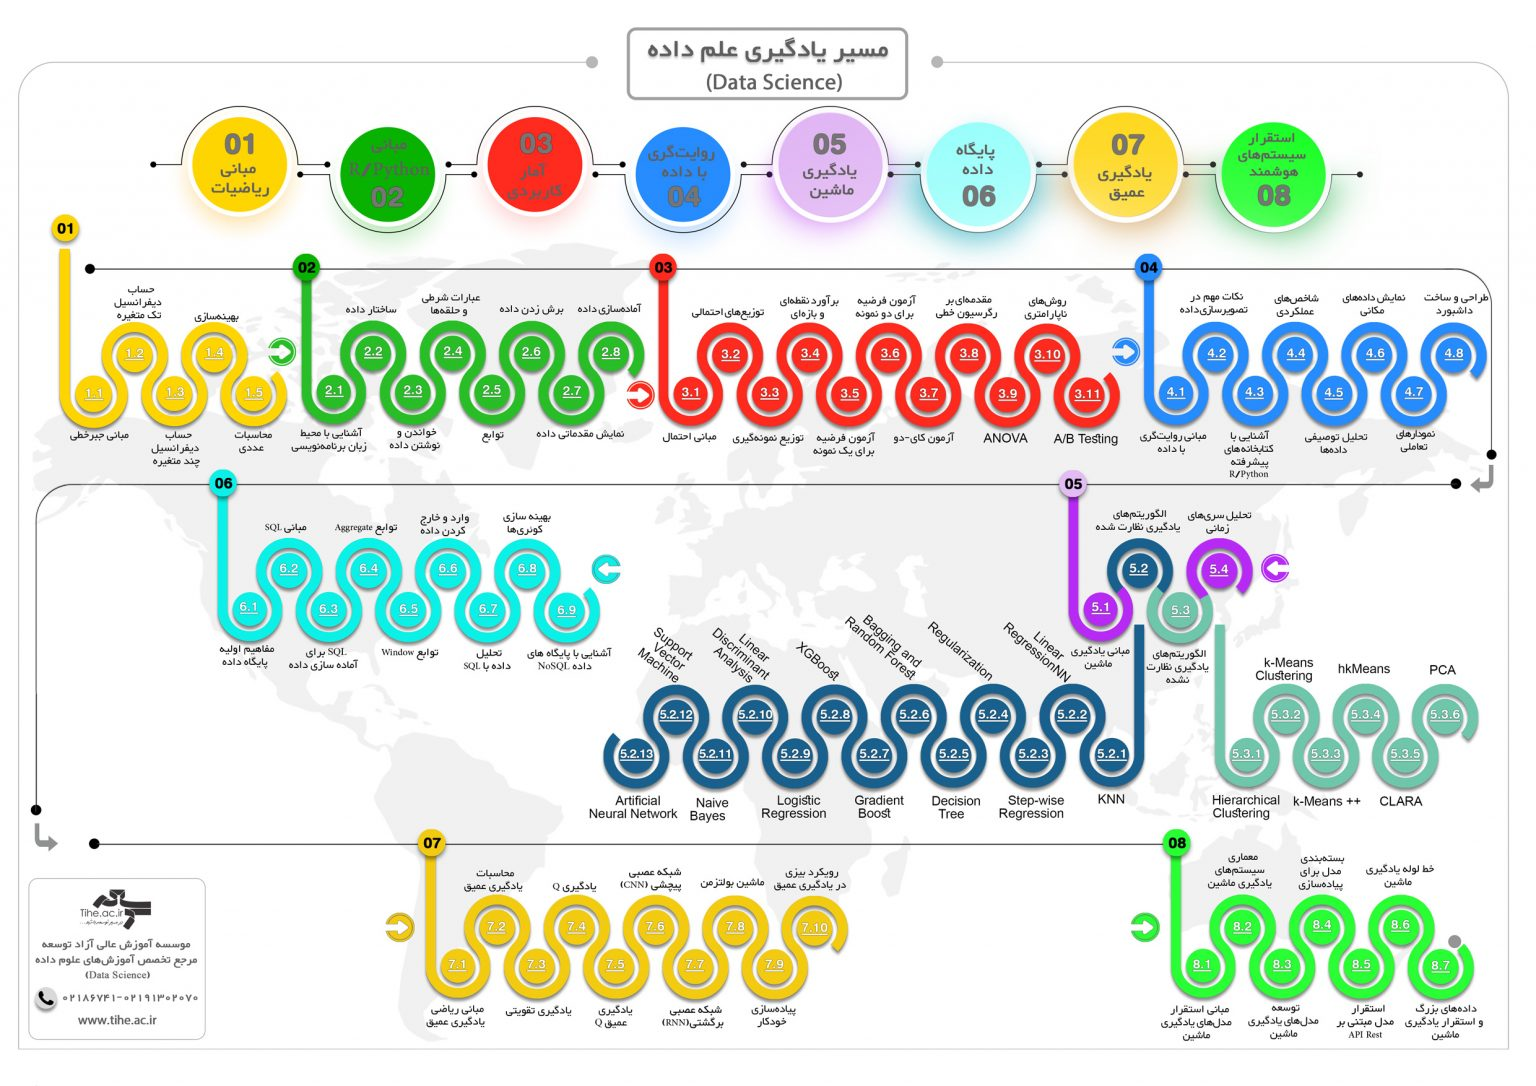 مسیر یادگیری علم داده
(Data Science)
01
مبانی
ریاضیات
مبانی
R/Python
02
03
آمار
کاربردی
روایت‌گری
با داده
04
05
یادگیری
ماشین
پایگاه
داده
06
07
یادگیری
عمیق
استقرار
سیستم‌های
هوشمند
08
01
1.1
مبانی جبرخطی
حساب
دیفرانسیل
تک متغیره
1.2
1.3
حساب
دیفرانسیل
چند متغیره
بهینه‌سازی
1.4
1.5
محاسبات
عددی
02
2.1
آشنایی با محیط
زبان برنامه‌نویسی
ساختار داده
2.2
2.3
خواندن و
نوشتن داده
عبارات شرطی
و حلقه‌ها
2.4
2.5
توابع
برش زدن داده
2.6
2.7
نمایش مقدماتی داده
آماده‌سازی داده
2.8
03
3.1
مبانی احتمال
توزیع‌های احتمالی
3.2
3.3
توزیع نمونه‌گیری
برآورد نقطه‌ای
و بازه‌ای
3.4
3.5
آزمون فرضیه
برای یک نمونه
آزمون فرضیه
برای دو نمونه
3.6
3.7
آزمون کای-دو
مقدمه‌ای بر
رگرسیون خطی
3.8
3.9
ANOVA
روش‌های
ناپارامتری
3.10
3.11
A/B Testing
04
4.1
مبانی روایت‌گری
با داده
نکات مهم در
تصویرسازی‌داده
4.2
4.3
آشنایی با
کتابخانه‌های
پیشرفته
R/Python
شاخص‌های
عملکردی
4.4
4.5
تحلیل توصیفی
داده‌ها
نمایش داده‌های
مکانی
4.6
4.7
نمودارهای
تعاملی
طراحی و ساخت
داشبورد
4.8
05
5.1
مبانی یادگیری
ماشین
الگوریتم‌های
یادگیری نظارت شده
5.2
5.3
الگوریتم‌های
یادگیری نظارت
نشده
تحلیل سری‌های
زمانی
5.4
5.2.1
KNN
Linear
RegressionNN
5.2.2
5.2.3
Step-wise
Regression
Regularization
5.2.4
5.2.5
Decision
Tree
Bagging and
Random Forest
5.2.6
5.2.7
Gradient
Boost
XGBoost
5.2.8
5.2.9
Logistic
Regression
Linear
Discriminant
Analysis
5.2.10
5.2.11
Naive
Bayes
Support
Vector
Machine
5.2.12
5.2.13
Artificial
Neural Network
5.3.1
Hierarchical
Clustering
k-Means
Clustering
5.3.2
5.3.3
k-Means ++
hkMeans
5.3.4
5.3.5
CLARA
PCA
5.3.6
06
6.1
مفاهیم اولیه
پایگاه داده
مبانی SQL
6.2
6.3
SQL برای
آماده سازی داده
توابع Aggregate
6.4
6.5
توابع Window
وارد و خارج
کردن داده
6.6
6.7
تحلیل
داده با SQL
بهینه سازی
کوئری‌ها
6.8
6.9
آشنایی با پایگاه های
داده NoSQL
07
7.1
مبانی ریاضی
یادگیری عمیق
محاسبات
یادگیری عمیق
7.2
7.3
یادگیری تقویتی
یادگیری Q
7.4
7.5
یادگیری
عمیق Q
شبکه عصبی
پیچشی (CNN)
7.6
7.7
شبکه عصبی
برگشتی(RNN)
ماشین بولتزمن
7.8
7.9
پیاده‌سازی
خودکار
رویکرد بیزی
در یادگیری عمیق
7.10
08
8.1
مبانی استقرار
مدل‌های یادگیری
ماشین
معماری
سیستم‌های
یادگیری ماشین
8.2
8.3
توسعه
مدل‌های یادگیری
ماشین
بسته‌بندی
مدل برای
پیاده‌سازی
8.4
8.5
استقرار
مدل مبتنی بر
API Rest
خط لوله یادگیری
ماشین
8.6
8.7
داده‌های بزرگ
و استقرار یادگیری
ماشین
Tihe.ac.ir
موسسه آموزش عالی آزاد توسعه
مرجع تخصصی آموزش‌های علوم داده
(Data Science)
۰۲۱۸۶۷۴۱-۰۲۱۹۱۳۰۲۰۷۰
www.tihe.ac.ir